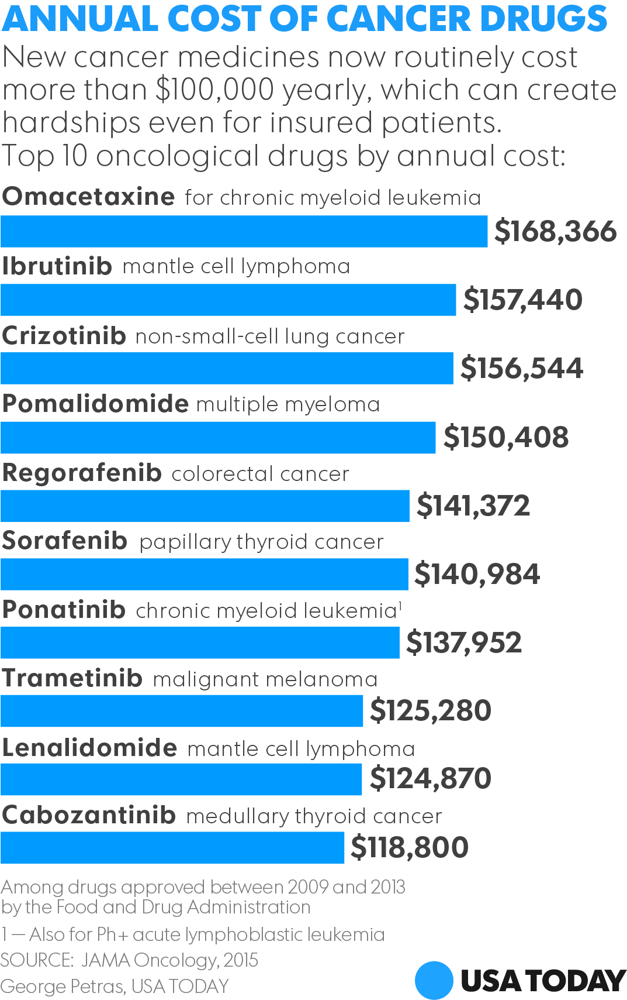 ANNUAL COST OF CANCER DRUGS
New cancer medicines now routinely cost
more than $100,000 yearly, which can create
hardships even for insured patients.
Top 10 oncological drugs by annual cost:
Omacetaxine for chronic myeloid leukemia
$168,366
Ibrutinib mantle cell lymphoma
$157,440
Crizotinib non-small-cell lung cancer
$156,544
Pomalidomide multiple myeloma
$150,408
Regorafenib colorectal cancer
$141,372
Sorafenib papillary thyroid cancer
$140,984
Ponatinib chronic myeloid leukemia¹
$137,952
Trametinib malignant melanoma
$125,280
Lenalidomide mantle cell lymphoma
$124,870
Cabozantinib medullary thyroid cancer
$118,800
Among drugs approved between 2009 and 2013
by the Food and Drug Administration
1 — Also for Ph+ acute lymphoblastic leukemia
SOURCE: JAMA Oncology, 2015
George Petras, USA TODAY
USA TODAY